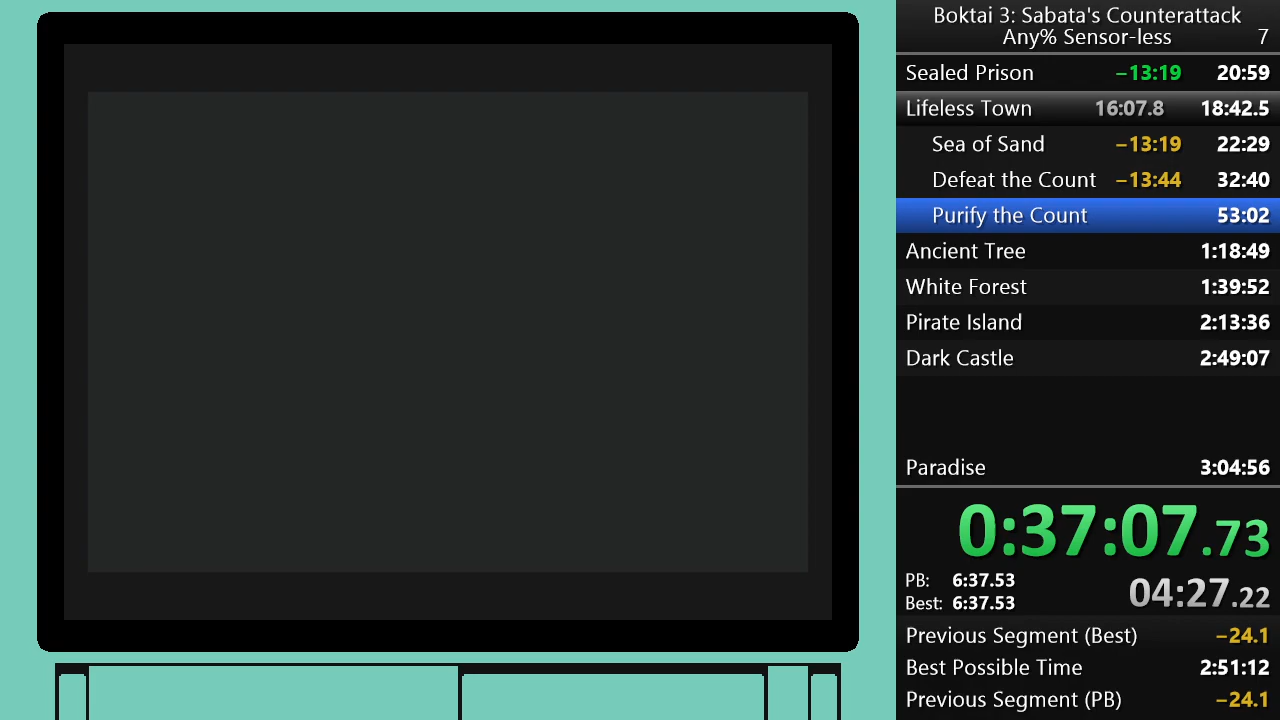 Boktai 3: Sabata's Counterattack
Any% Sensor-less 7
Sealed Prison −13:19 20:59
Lifeless Town 16:07.8 18:42.5
Sea of Sand −13:19 22:29
Defeat the Count −13:44 32:40
Purify the Count 53:02
Ancient Tree 1:18:49
White Forest 1:39:52
Pirate Island 2:13:36
Dark Castle 2:49:07
Paradise 3:04:56
0:37:07.73
PB: 6:37.53
Best: 6:37.53
04:27.22
Previous Segment (Best) −24.1
Best Possible Time 2:51:12
Previous Segment (PB) −24.1